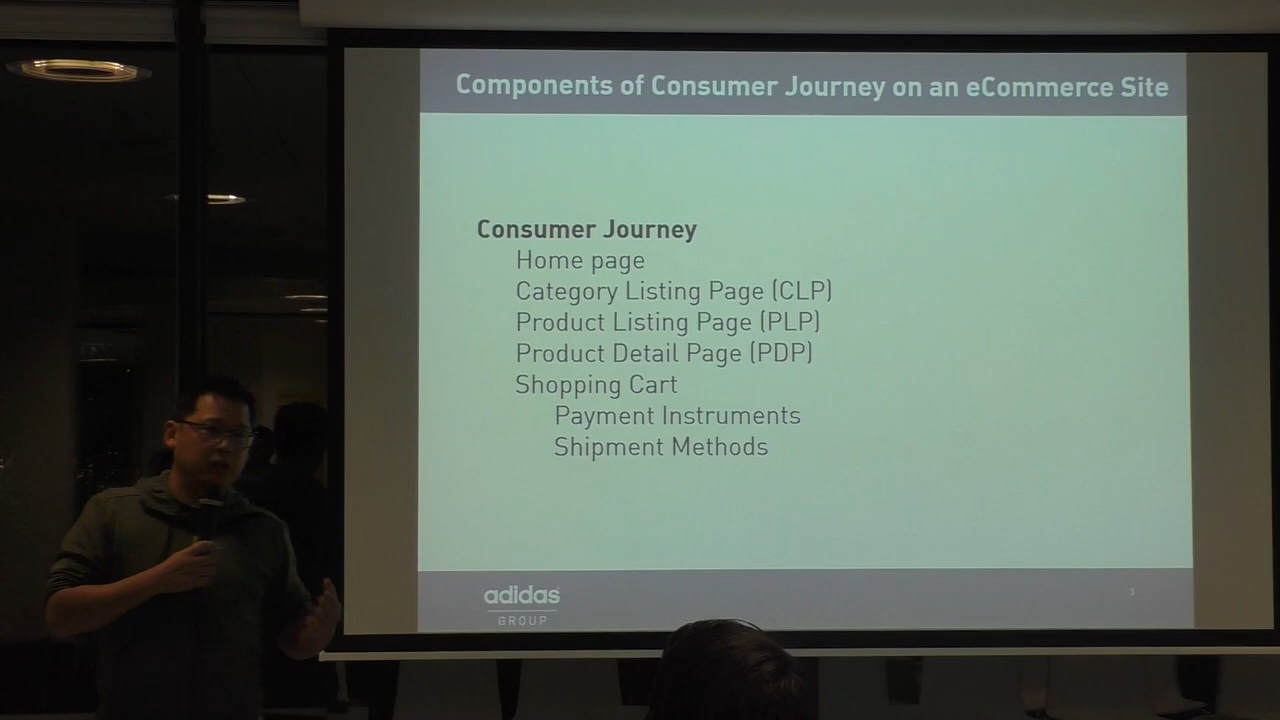 Components of Consumer Journey on an eCommerce Site
Consumer Journey
Home page
Category Listing Page (CLP)
Product Listing Page (PLP)
Product Detail Page (PDP)
Shopping Cart
Payment Instruments
Shipment Methods
adidas
GROUP
3